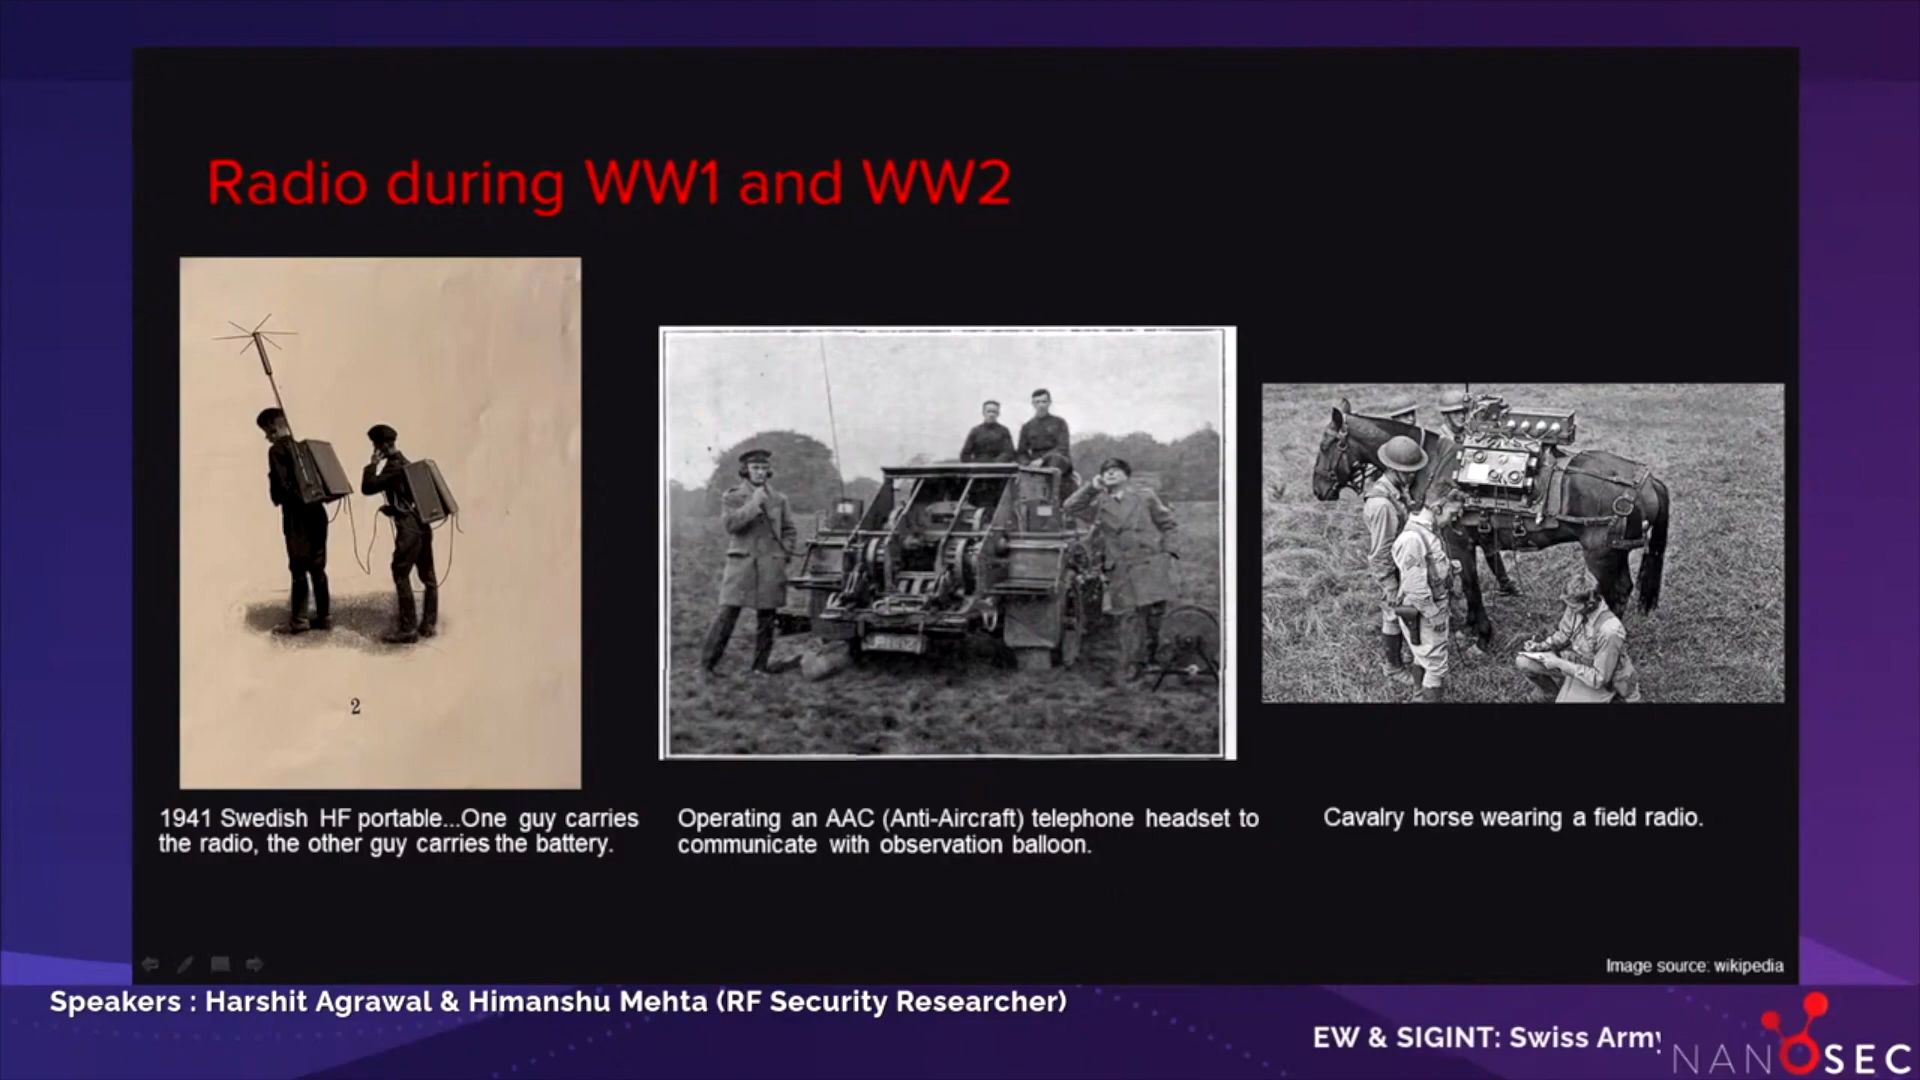 Radio during WW1 and WW2
2
1941 Swedish HF portable...One guy carries
the radio, the other guy carries the battery.
Operating an AAC (Anti-Aircraft) telephone headset to
communicate with observation balloon.
Cavalry horse wearing a field radio.
Image source: wikipedia
Speakers : Harshit Agrawal & Himanshu Mehta (RF Security Researcher)
EW & SIGINT: Swiss Army
NANOSEC